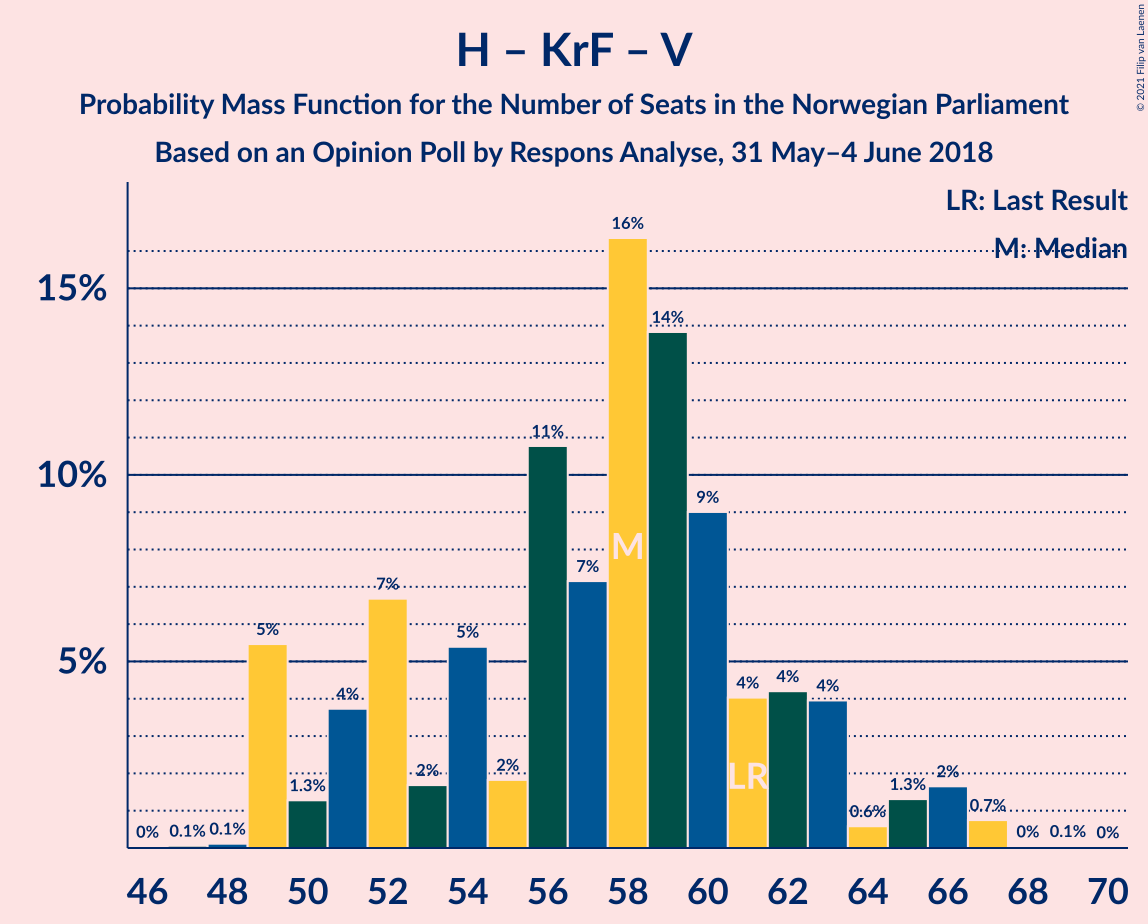 H – KrF – V
Probability Mass Function for the Number of Seats in the Norwegian Parliament
Based on an Opinion Poll by Respons Analyse, 31 May–4 June 2018
© 2021 Filip van Laenen
LR: Last Result
M: Median
15%
10%
5%
0% 0.1% 0.1% 5% 1.3% 4% 7% 2% 5% 2% 11% 7% 16% 14% 9% 4% 4% 4% 0.6% 1.3% 2% 0.7% 0% 0.1% 0%
M
LR
46 48 50 52 54 56 58 60 62 64 66 68 70